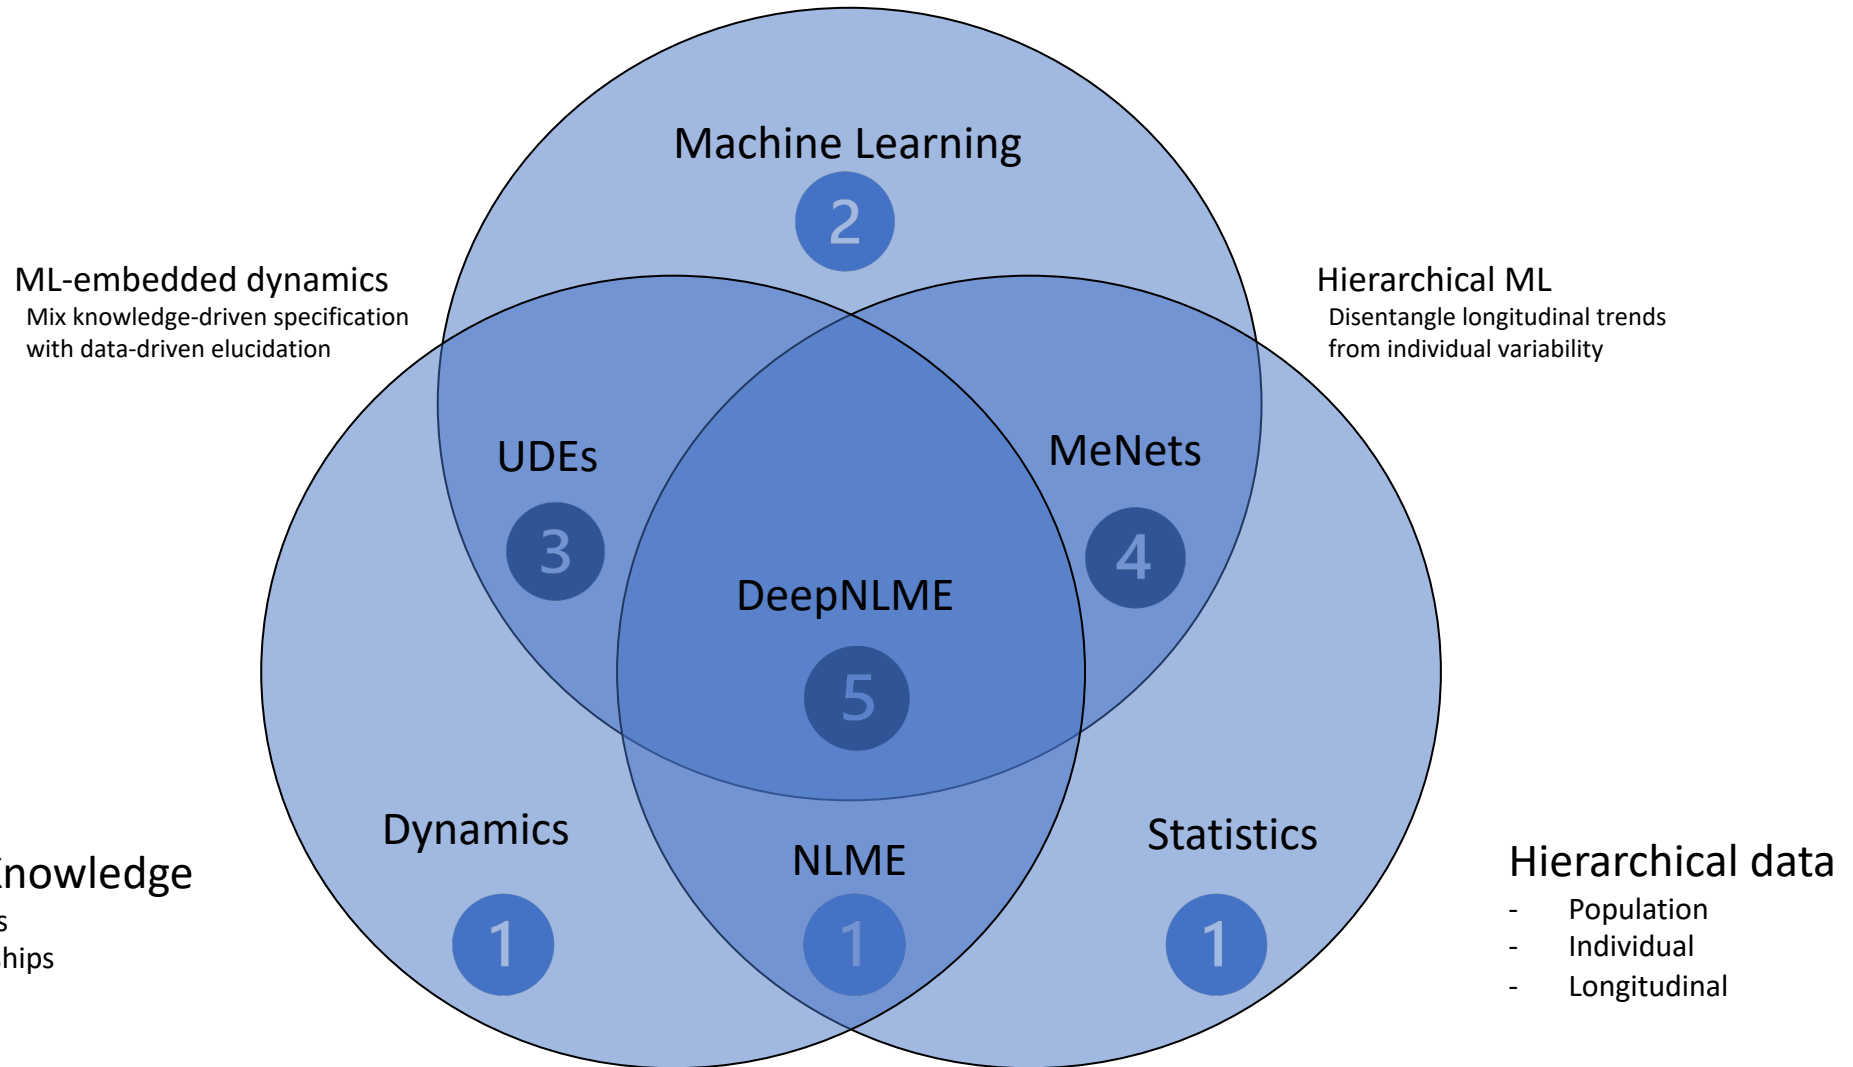 Machine Learning
2
ML-embedded dynamics
Mix knowledge-driven specification
with data-driven elucidation
Hierarchical ML
Disentangle longitudinal trends
from individual variability
UDEs
3
MeNets
4
DeepNLME
5
Dynamics
1
NLME
1
Statistics
1
nowledge
s
ships
Hierarchical data
- Population
- Individual
- Longitudinal